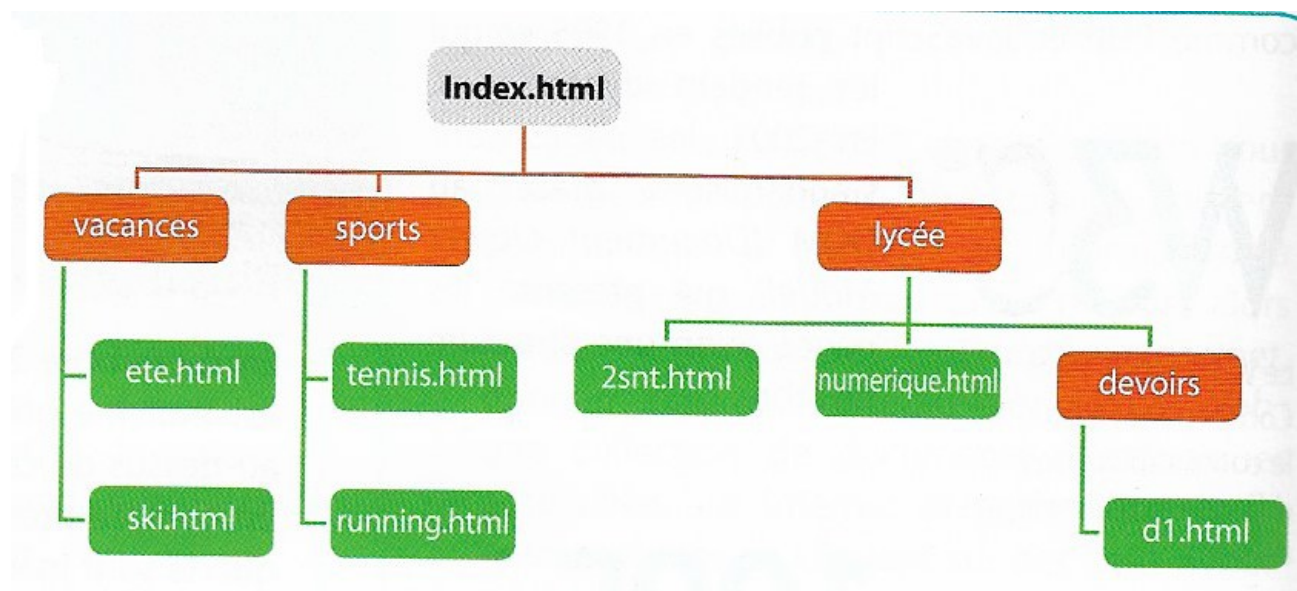 Index.html
vacances
sports
lycée
ete.html
tennis.html
2snt.html
numerique.html
devoirs
ski.html
running.html
d1.html